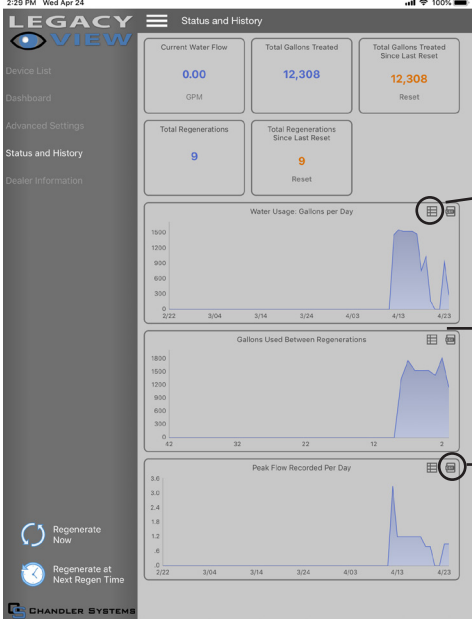 2:29 PM Wed Apr 24
100%
LEGACY
VIEW
Device List
Dashboard
Advanced Settings
Status and History
Dealer Information
Regenerate
Now
Regenerate at
Next Regen Time
CHANDLER SYSTEMS
Status and History
Current Water Flow
0.00
GPM
Total Gallons Treated
12,308
Total Gallons Treated
Since Last Reset
12,308
Reset
Total Regenerations
9
Total Regenerations
Since Last Reset
9
Reset
Water Usage: Gallons per Day
1500
1200
900
600
300
0
2/22 3/04 3/14 3/24 4/03 4/13 4/23
Gallons Used Between Regenerations
1800
1500
1200
900
600
300
0
42 32 22 12 2
Peak Flow Recorded Per Day
3.6
3.0
2.4
1.8
1.2
.6
.0
2/22 3/04 3/14 3/24 4/03 4/13 4/23